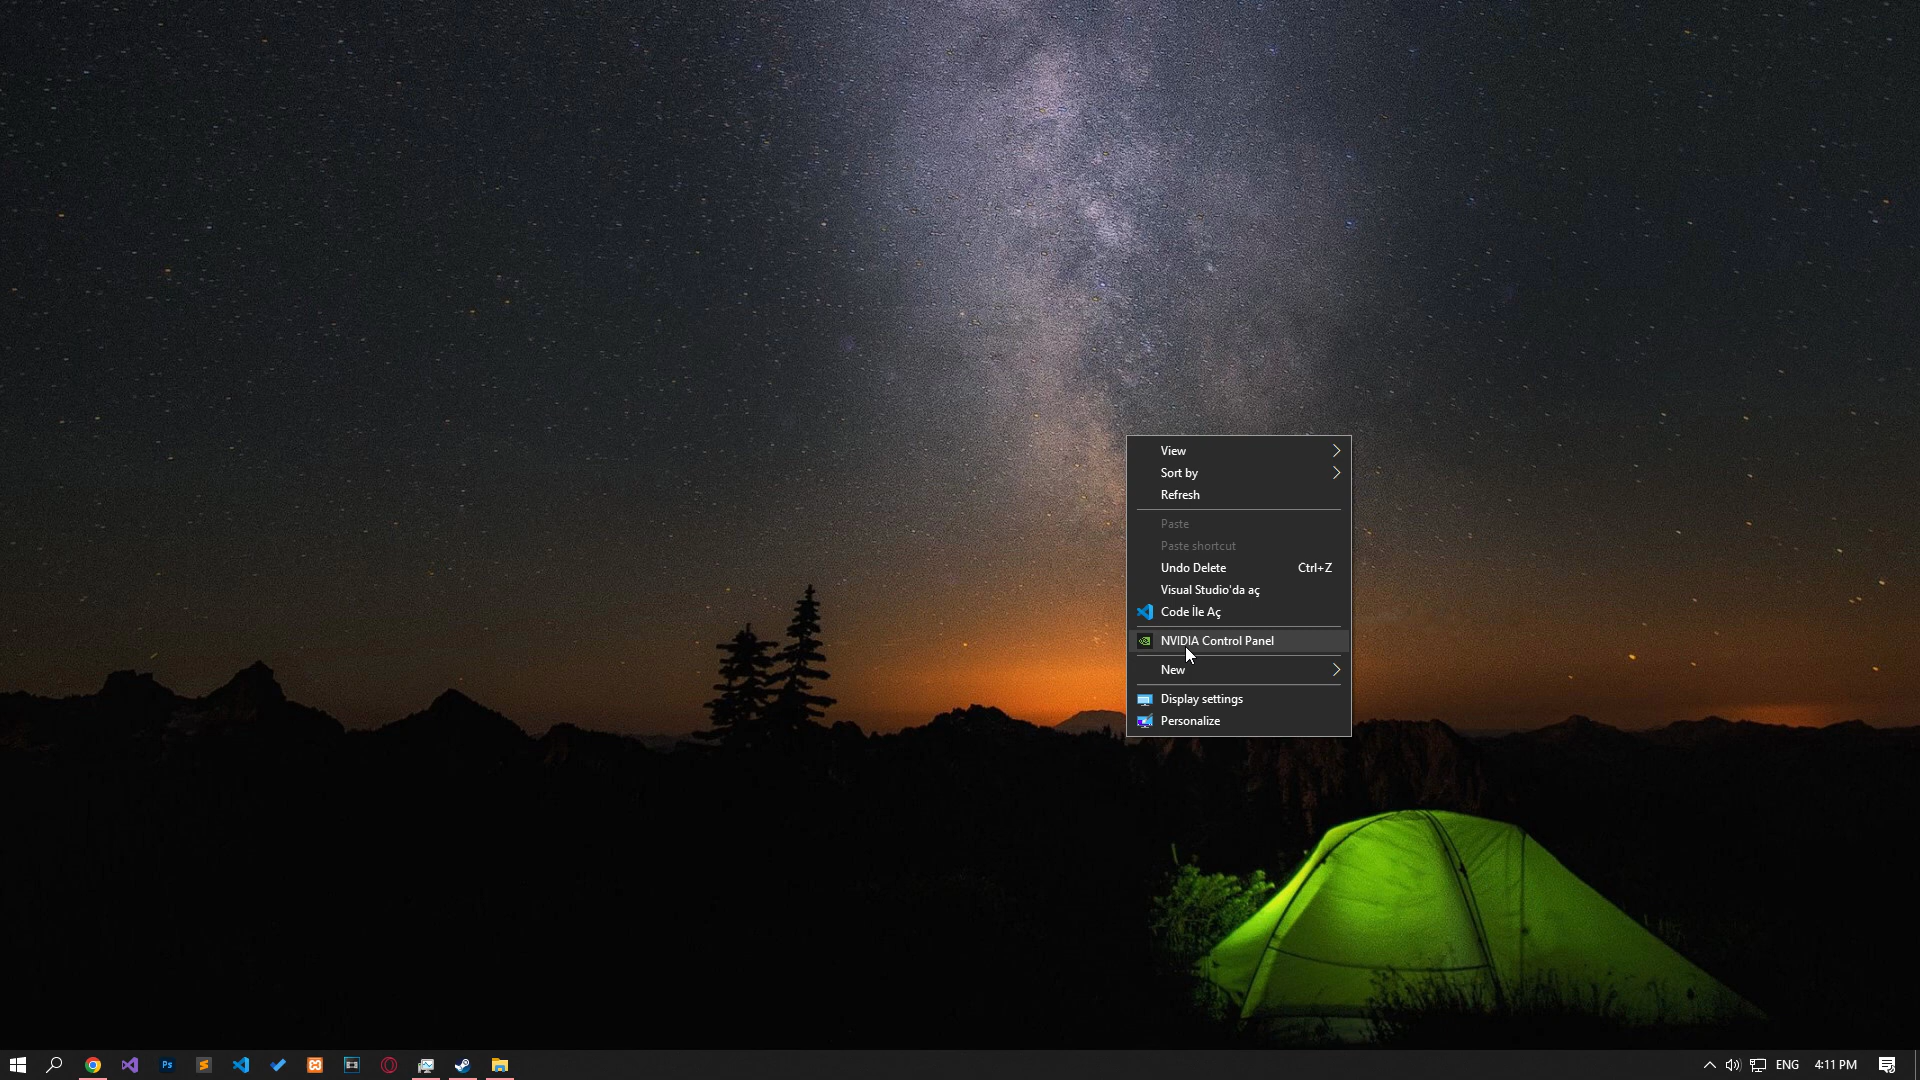 View
Sort by
Refresh
Paste
Paste shortcut
Undo Delete Ctrl+Z
Visual Studio'da aç
Code İle Aç
NVIDIA Control Panel
New
Display settings
Personalize
Ps
ENG 4:11 PM